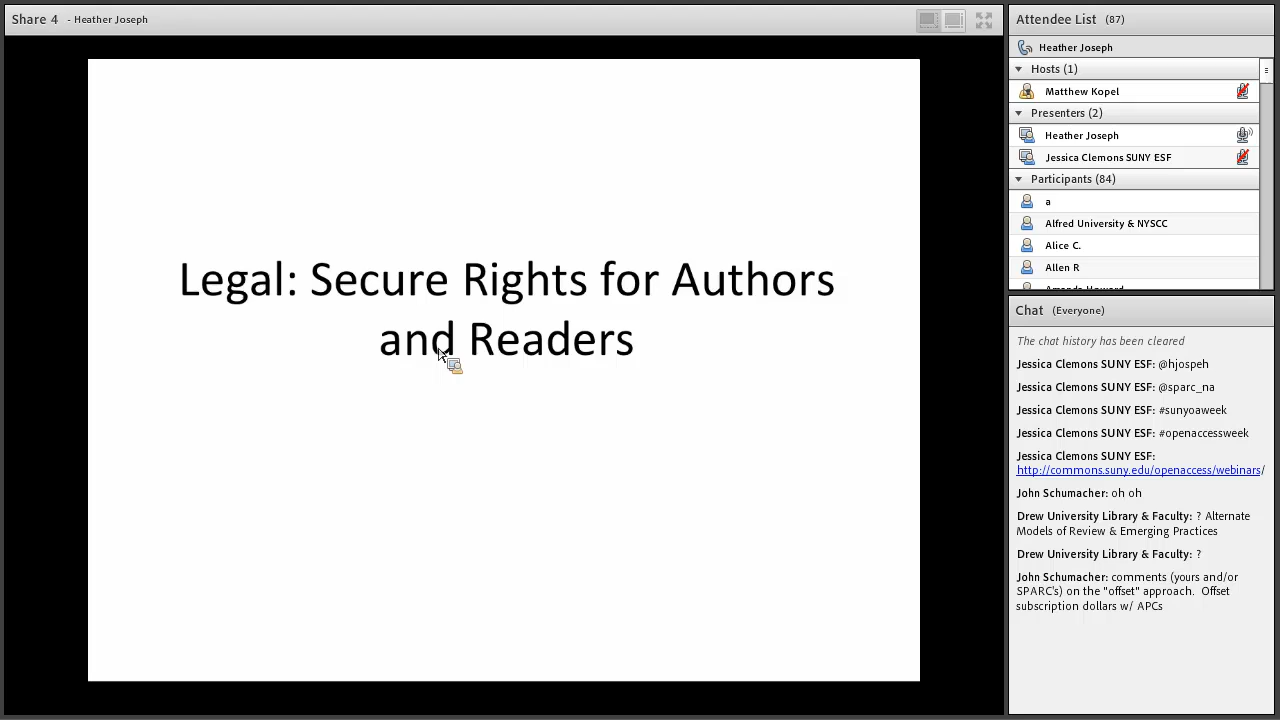 Share 4 - Heather Joseph
Legal: Secure Rights for Authors
and Readers
Attendee List (87)
Heather Joseph
Hosts (1)
Matthew Kopel
Presenters (2)
Heather Joseph
Jessica Clemons SUNY ESF
Participants (84)
a
Alfred University & NYSCC
Alice C.
Allen R
Amanda Howard
Chat (Everyone)
The chat history has been cleared
Jessica Clemons SUNY ESF: @hjospeh
Jessica Clemons SUNY ESF: @sparc_na
Jessica Clemons SUNY ESF: #sunyoaweek
Jessica Clemons SUNY ESF: #openaccessweek
Jessica Clemons SUNY ESF:
http://commons.suny.edu/openaccess/webinars/
John Schumacher: oh oh
Drew University Library & Faculty: ? Alternate
Models of Review & Emerging Practices
Drew University Library & Faculty: ?
John Schumacher: comments (yours and/or
SPARC's) on the "offset" approach. Offset
subscription dollars w/ APCs